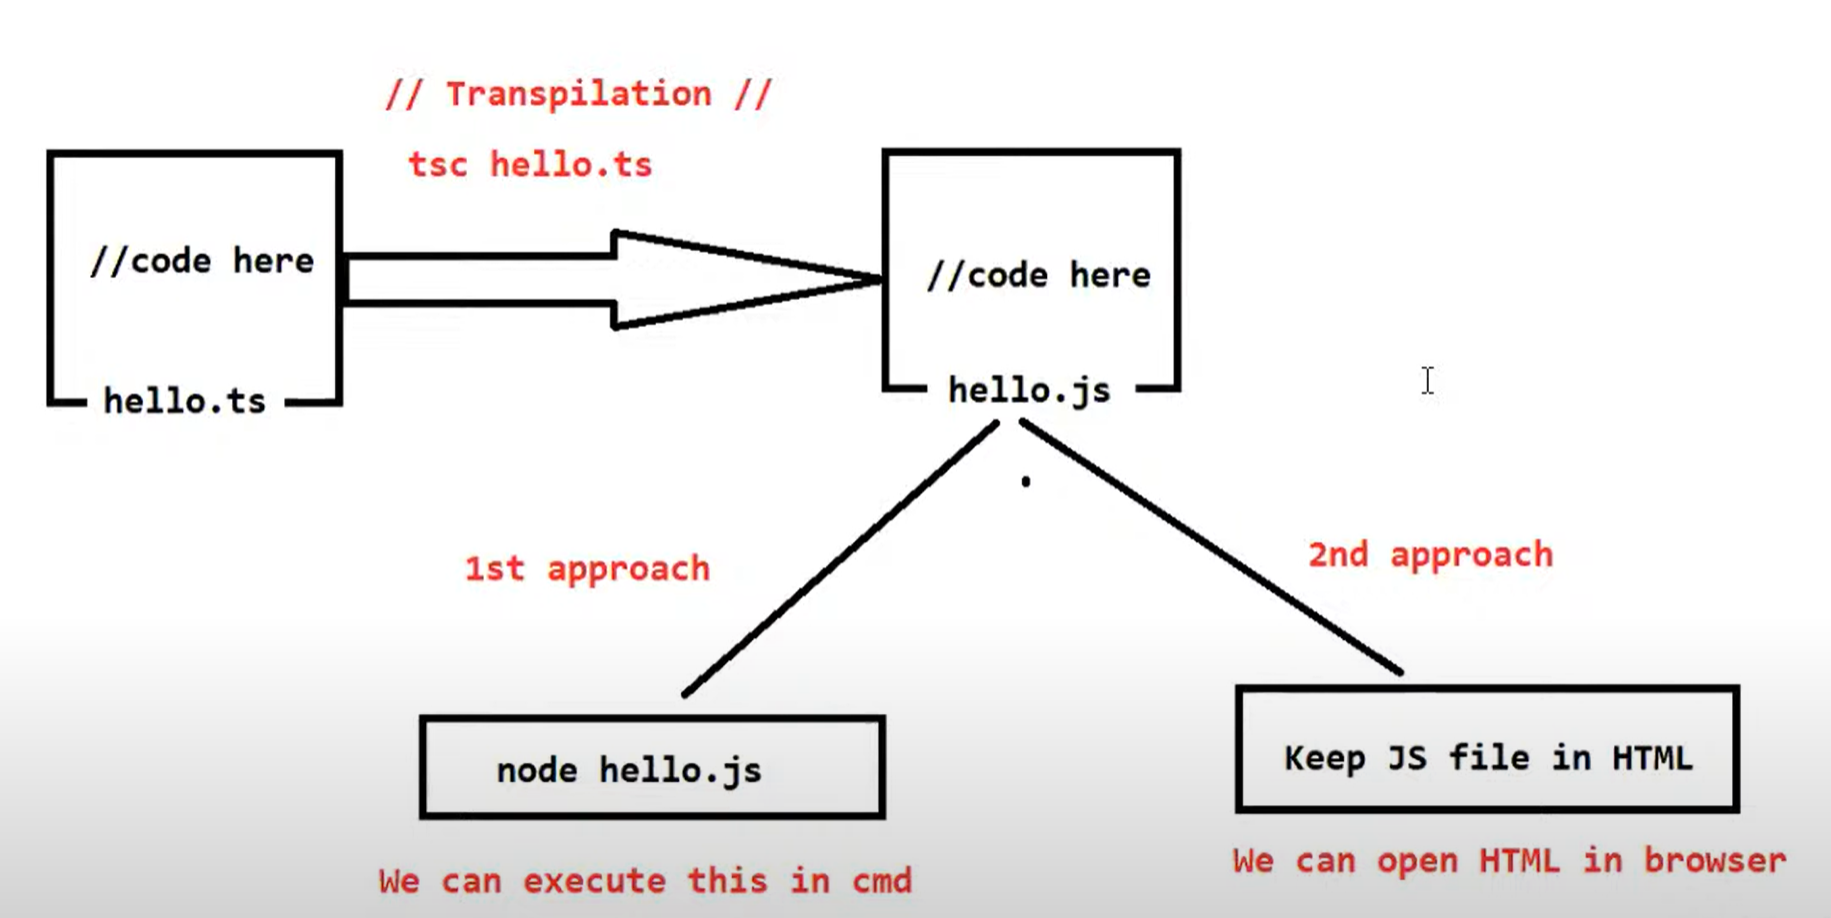 // Transpilation //
tsc hello.ts
//code here
//code here
hello.ts
hello.js
1st approach
2nd approach
node hello.js
Keep JS file in HTML
We can execute this in cmd
We can open HTML in browser